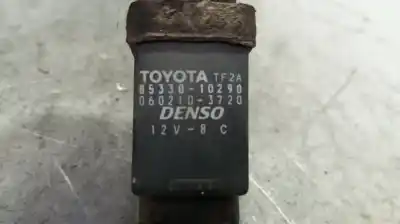 TOYOTA TF2A
85330-10290
060210-3720
DENSO
12V-8 C